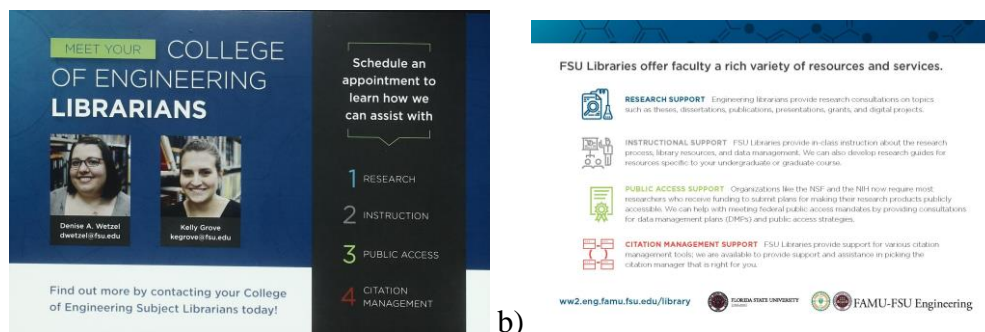 MEET YOUR COLLEGE
OF ENGINEERING
LIBRARIANS
Denise A. Wetzel
dwetzel@fsu.edu
Kelly Grove
kegrove@fsu.edu
Find out more by contacting your College
of Engineering Subject Librarians today!
Schedule an
appointment to
learn how we
can assist with
1 RESEARCH
2 INSTRUCTION
3 PUBLIC ACCESS
4 CITATION
MANAGEMENT
b)
FSU Libraries offer faculty a rich variety of resources and services.
RESEARCH SUPPORT Engineering librarians provide research consultations on topics
such as theses, dissertations, publications, presentations, grants, and digital projects.
INSTRUCTIONAL SUPPORT FSU Libraries provide in-class instruction about the research
process, library resources, and data management. We can also develop research guides for
resources specific to your undergraduate or graduate course.
PUBLIC ACCESS SUPPORT Organizations like the NSF and the NIH now require most
researchers who receive funding to submit plans for making their research products publicly
accessible. We can help with meeting federal public access mandates by providing consultations
for data management plans (DMPs) and public access strategies.
CITATION MANAGEMENT SUPPORT FSU Libraries provide support for various citation
management tools; we are available to provide support and assistance in picking the
citation manager that is right for you.
ww2.eng.famu.fsu.edu/library
FLORIDA STATE UNIVERSITY
FAMU-FSU Engineering